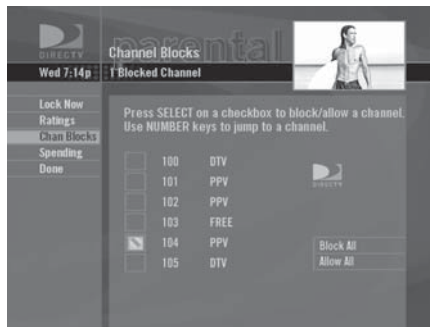 parental
DIRECTV
Channel Blocks
Wed 7:14p
1 Blocked Channel
Lock Now
Ratings
Chan Blocks
Spending
Done
Press SELECT on a checkbox to block/allow a channel.
Use NUMBER keys to jump to a channel.
100 DTV
101 PPV
102 PPV
103 FREE
104 PPV
105 DTV
DIRECTV
Block All
Allow All